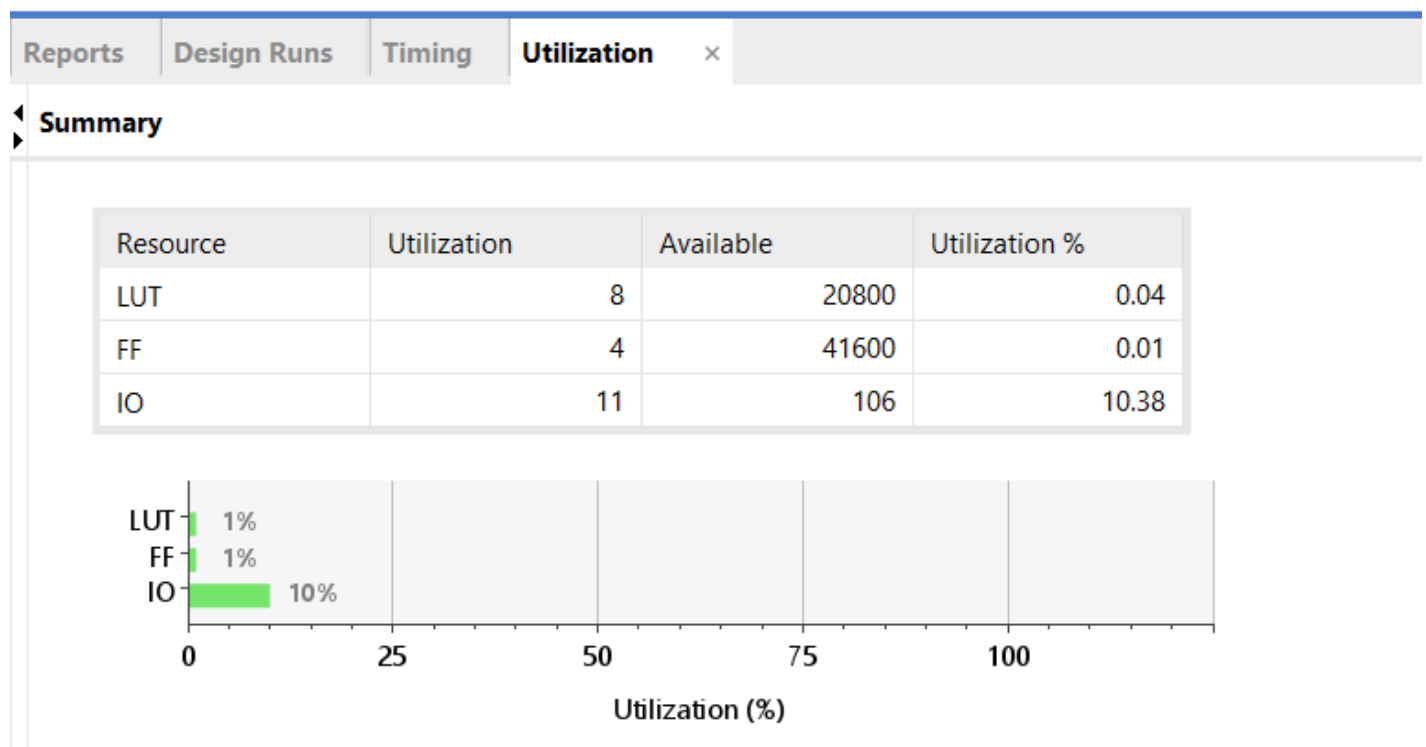 Reports Design Runs Timing Utilization ×
Summary
Resource Utilization Available Utilization %
LUT 8 20800 0.04
FF 4 41600 0.01
IO 11 106 10.38
LUT 1%
FF 1%
IO 10%
0 25 50 75 100
Utilization (%)